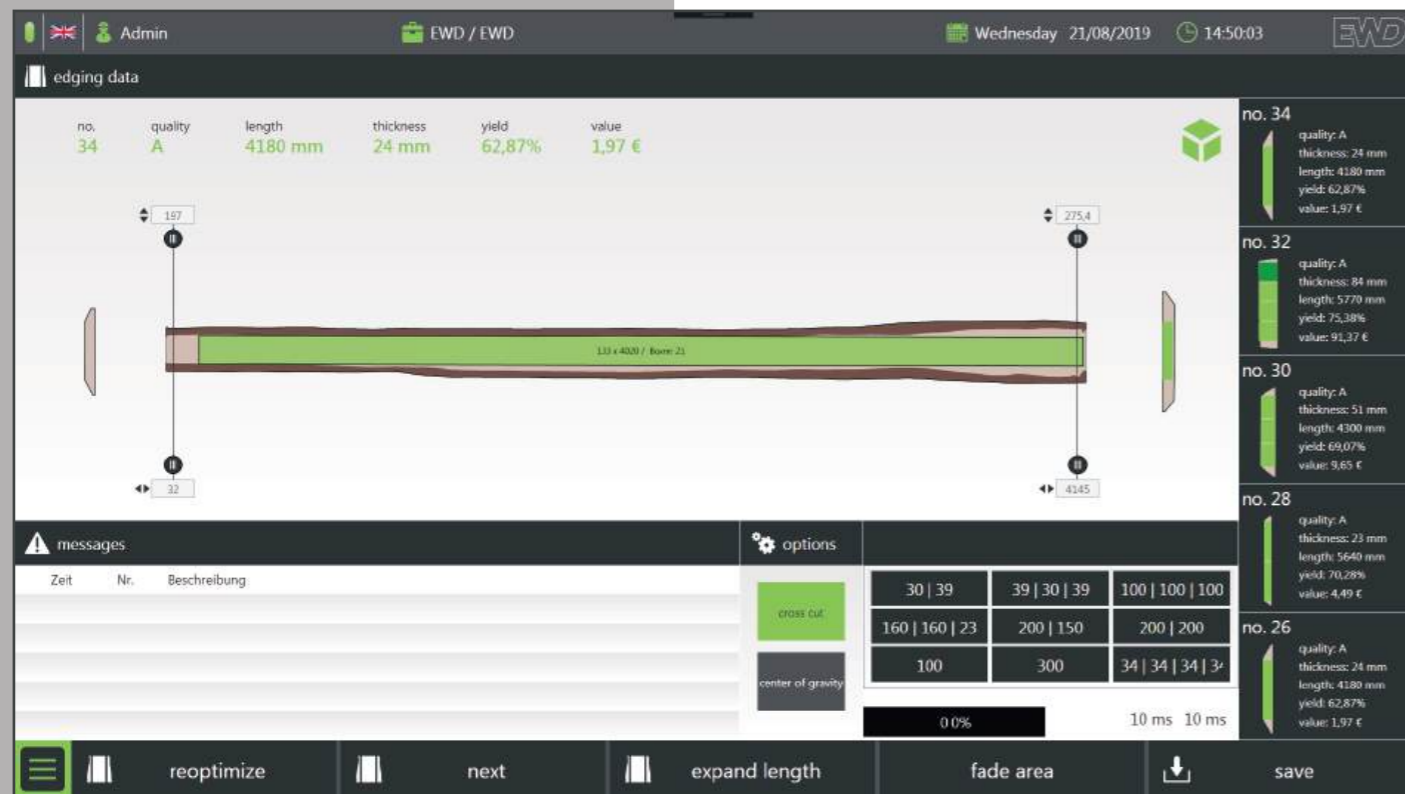 Admin
EWD / EWD
Wednesday 21/08/2019
14:50:03
EWD
edging data
no. quality length thickness yield value
34 A 4180 mm 24 mm 62,87% 1,97 €
197
275,4
133 x 4020 /
32
4145
no. 34
quality: A
thickness: 24 mm
length: 4180 mm
yield: 62,87%
value: 1,97 €
no. 32
quality: A
thickness: 84 mm
length: 5770 mm
yield: 75,38%
value: 91,37 €
no. 30
quality: A
thickness: 51 mm
length: 4300 mm
yield: 69,07%
value: 9,65 €
no. 28
quality: A
thickness: 23 mm
length: 5640 mm
yield: 70,28%
value: 4,49 €
no. 26
quality: A
thickness: 24 mm
length: 4180 mm
yield: 62,87%
value: 1,97 €
messages
Zeit Nr. Beschreibung
options
cross cut
center of gravity
30 | 39 39 | 30 | 39 100 | 100 | 100
160 | 160 | 23 200 | 150 200 | 200
100 300 34 | 34 | 34 | 3
0 0% 10 ms 10 ms
reoptimize next expand length fade area save